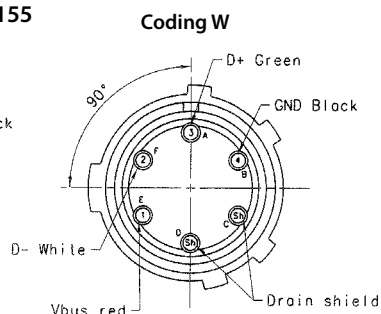 155
Coding W
D+ Green
90°
GND Black
ck
3
A
2
F
4
B
E
1
D
C
Sh
Sh
D- White
Vbus red
Drain shield